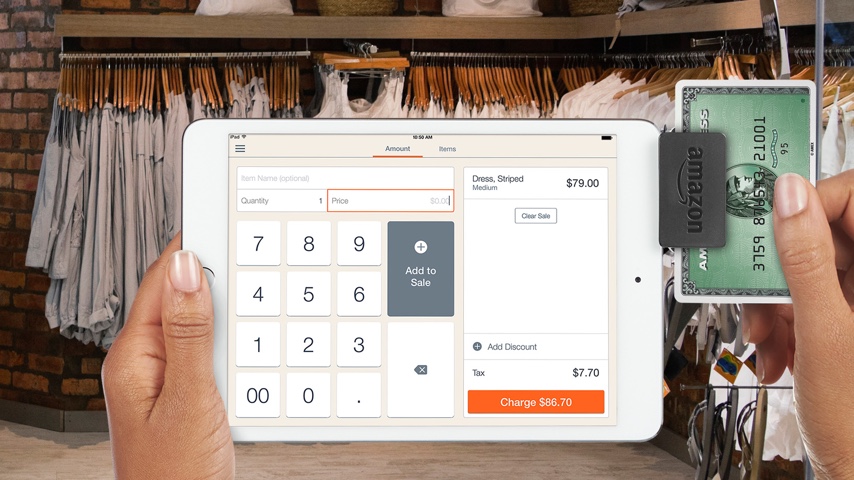 iPad
10:50 AM
Amount
Items
Item Name (optional)
Quantity 1
Price $0.00
7 8 9
Add to
Sale
4 5 6
1 2 3
00 0 .
Dress, Striped
Medium
$79.00
Clear Sale
Add Discount
Tax $7.70
Charge $86.70
amazon
amazon
3759
21001
95